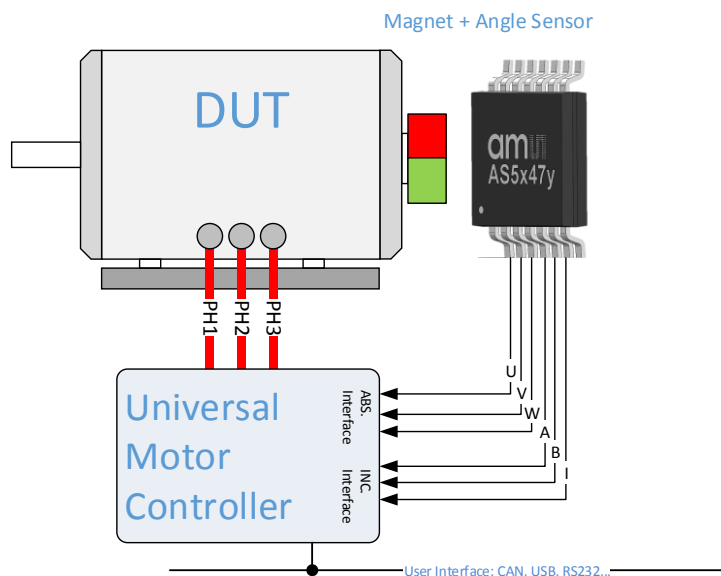 Magnet + Angle Sensor
DUT
am
AS5x47y
PH1
PH2
PH3
U
V
W
A
B
I
Universal
Motor
Controller
ABS.
Interface
INC.
Interface
User Interface: CAN, USB, RS232...